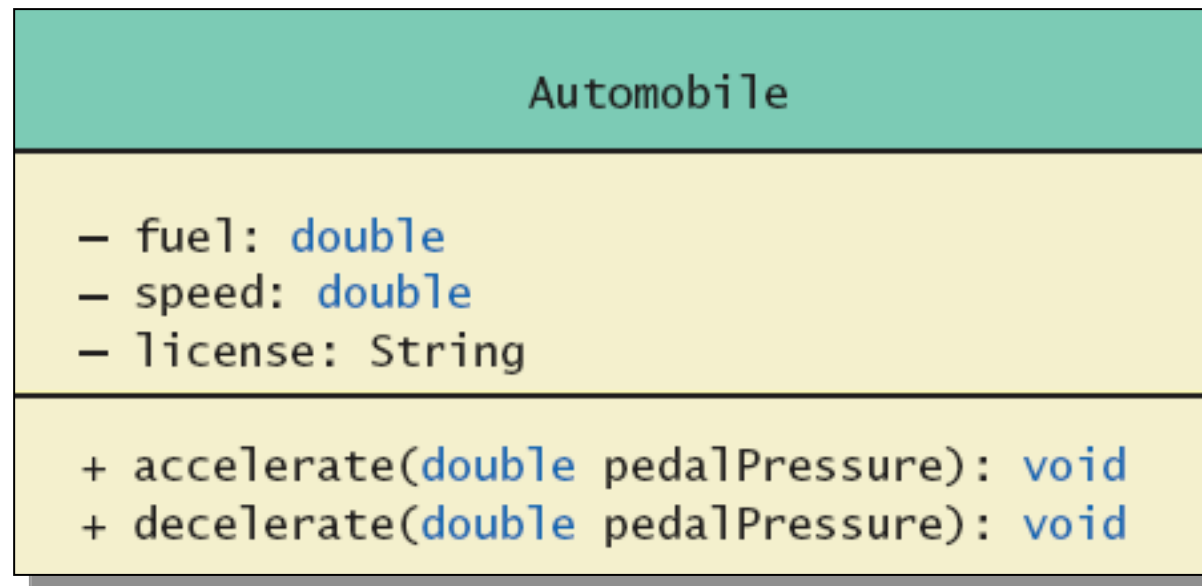 Automobile
– fuel: double
– speed: double
– license: String
+ accelerate(double pedalPressure): void
+ decelerate(double pedalPressure): void